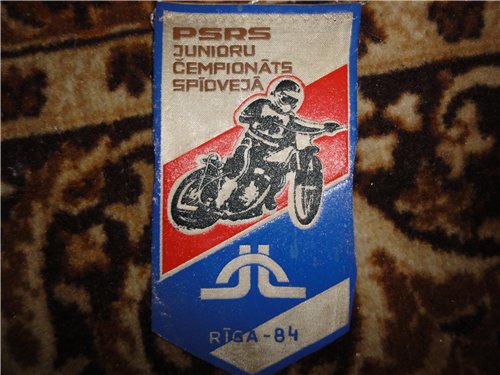 PSRS
JUNIORU
ČEMPIONĀTS
SPĪDVEJĀ
RĪGA-84